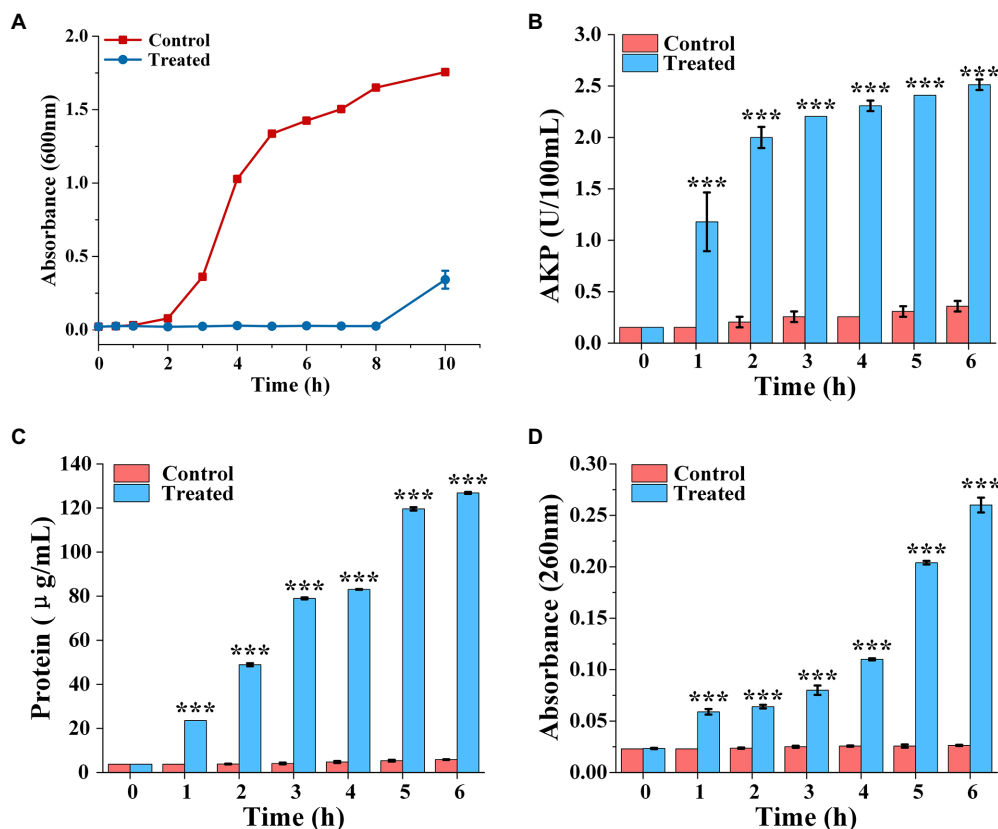 A
Control
Treated
Absorbance (600nm)
2.0
1.5
1.0
0.5
0.0
0 2 4 6 8 10
Time (h)
B
Control
Treated
AKP (U/100mL)
3.0
2.5
2.0
1.5
1.0
0.5
0.0
***
***
***
***
***
***
0 1 2 3 4 5 6
Time (h)
C
Control
Treated
Protein ( μ g/mL)
140
120
100
80
60
40
20
0
***
***
***
***
***
***
0 1 2 3 4 5 6
Time (h)
D
Control
Treated
Absorbance (260nm)
0.30
0.25
0.20
0.15
0.10
0.05
0.00
***
***
***
***
***
***
0 1 2 3 4 5 6
Time (h)